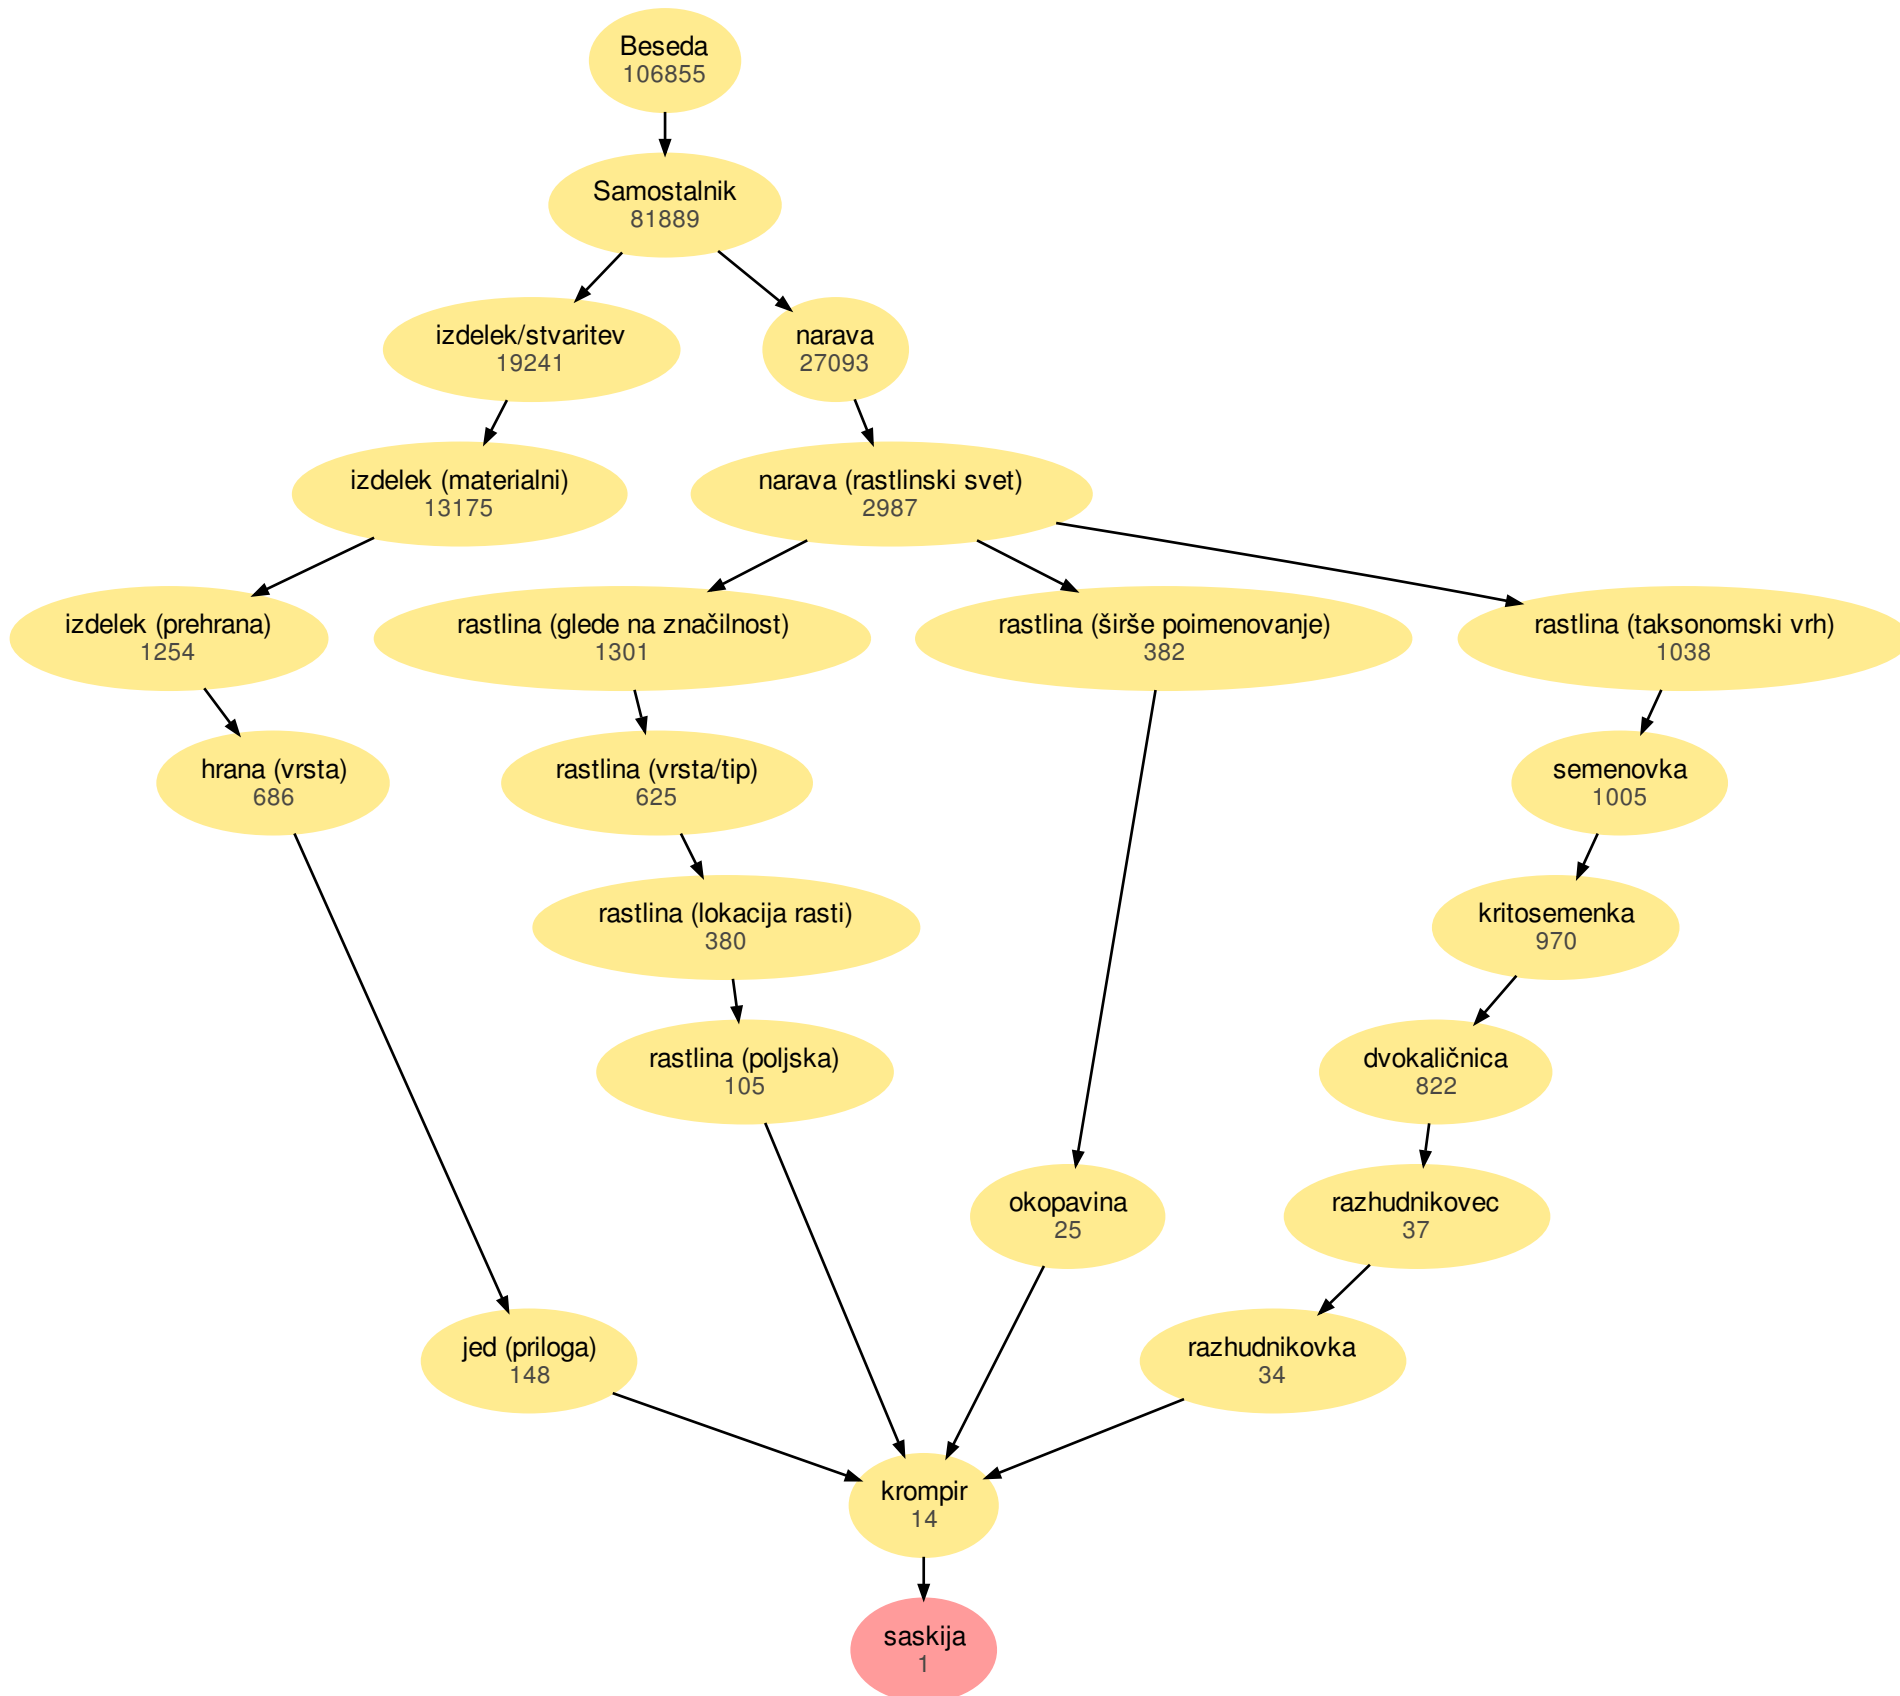 Beseda
106855
Samostalnik
81889
izdelek/stvaritev
19241
narava
27093
izdelek (materialni)
13175
narava (rastlinski svet)
2987
izdelek (prehrana)
1254
rastlina (glede na značilnost)
1301
rastlina (širše poimenovanje)
382
rastlina (taksonomski vrh)
1038
hrana (vrsta)
686
rastlina (vrsta/tip)
625
semenovka
1005
rastlina (lokacija rasti)
380
kritosemenka
970
rastlina (poljska)
105
dvokaličnica
822
okopavina
25
razhudnikovec
37
jed (priloga)
148
razhudnikovka
34
krompir
14
saskija
1